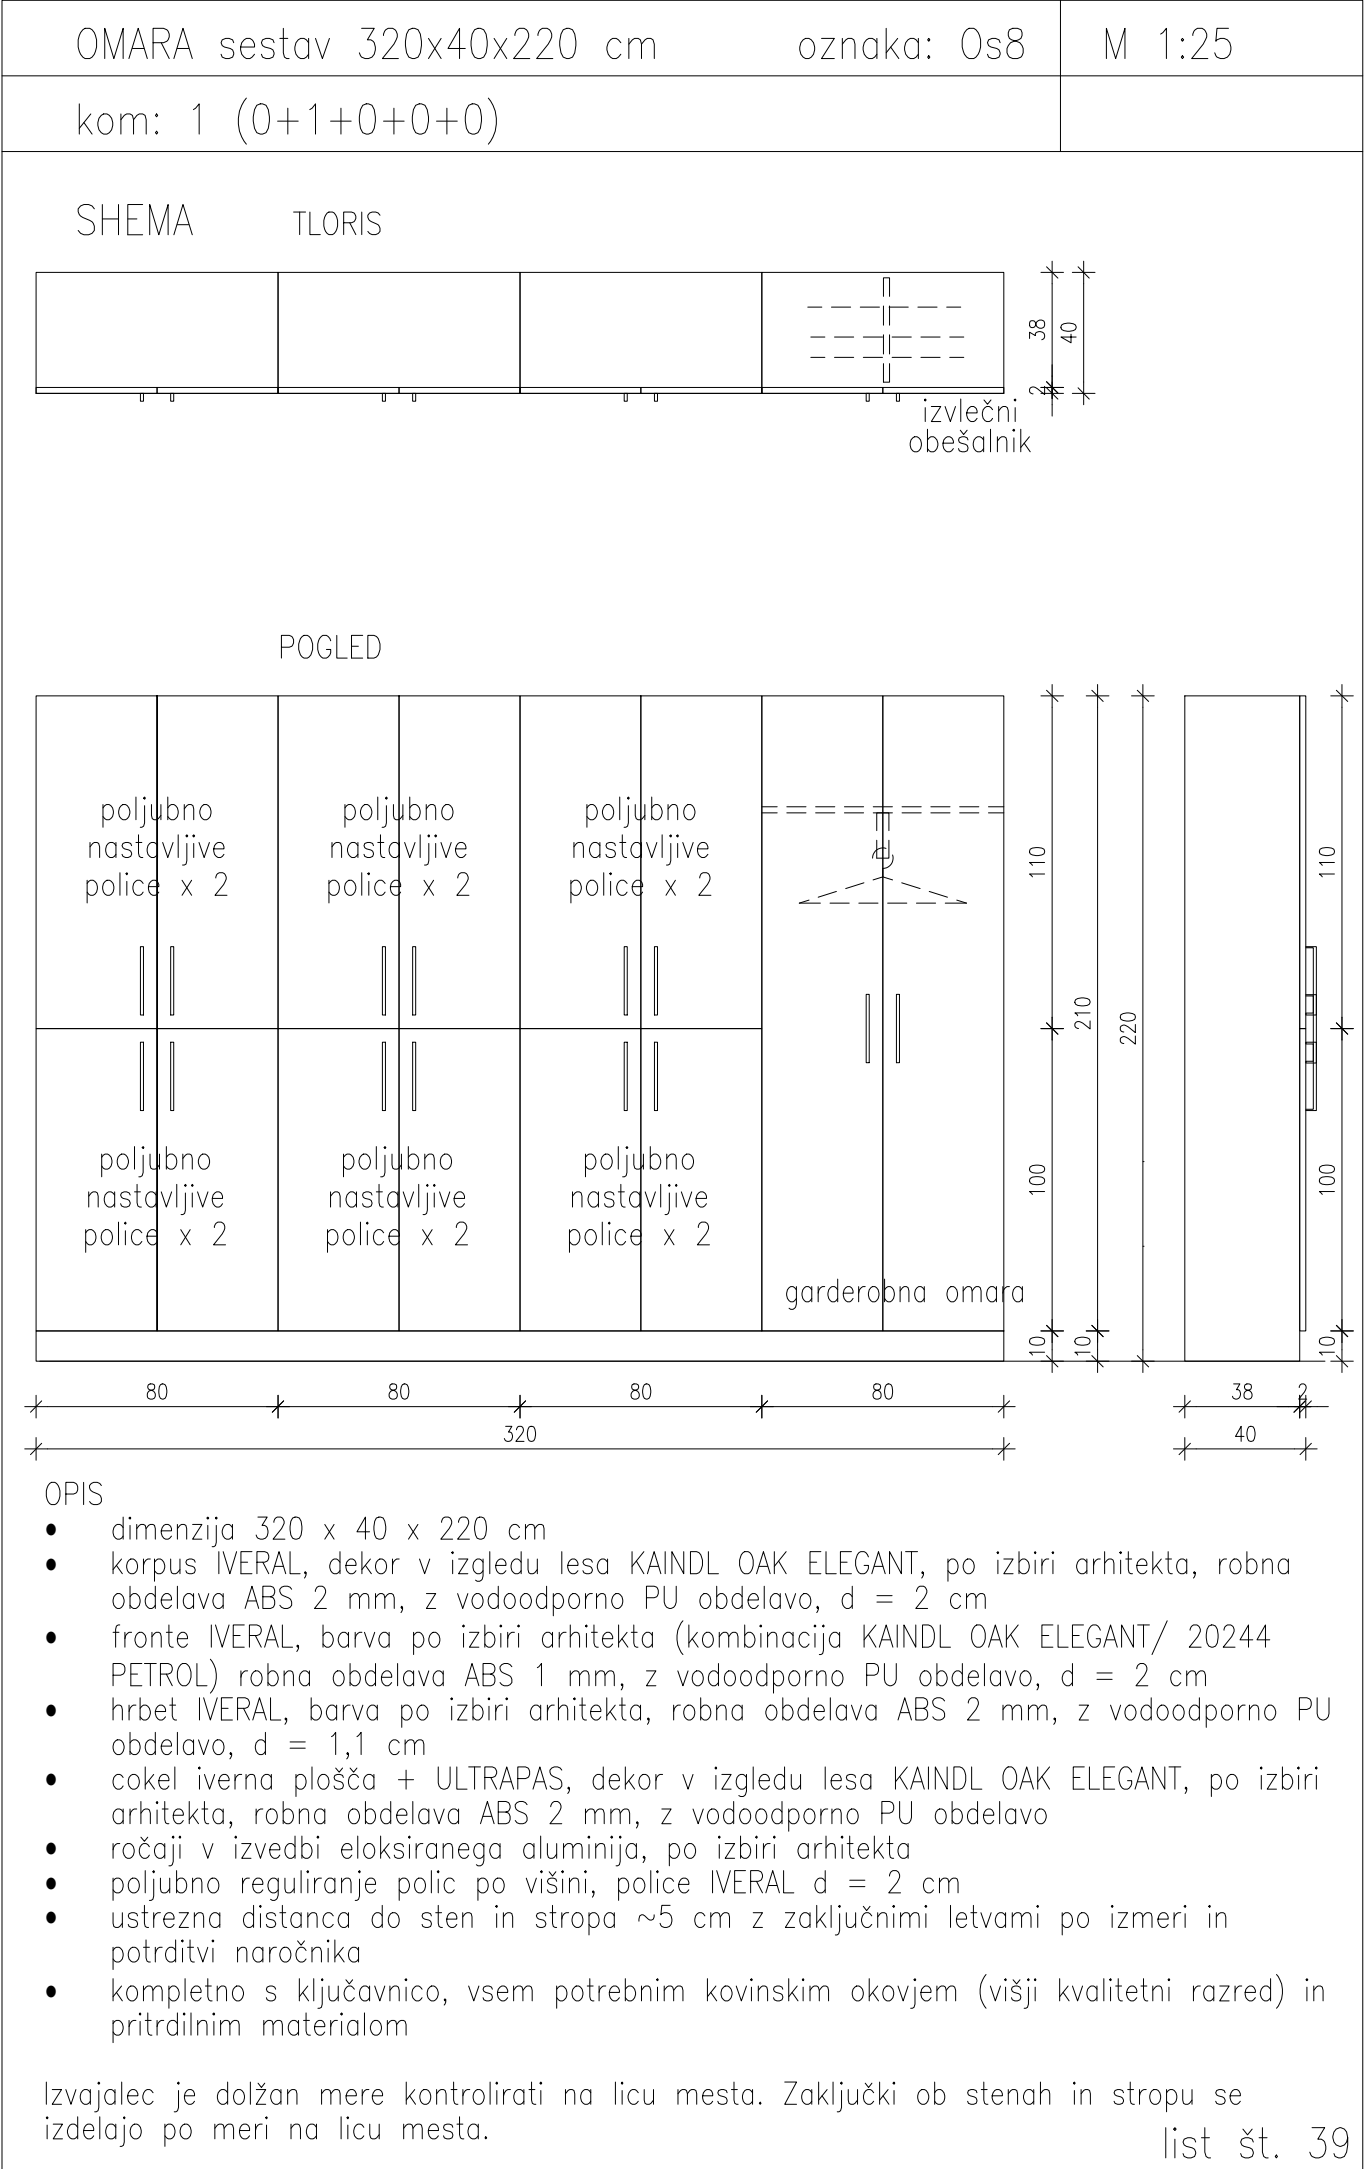 OMARA sestav 320x40x220 cm oznaka: Os8 M 1:25
kom: 1 (0+1+0+0+0)
SHEMA TLORIS
38
40
2
izvlečni
obešalnik
POGLED
poljubno poljubno poljubno
nastavljive nastavljive nastavljive
police x 2 police x 2 police x 2
110 110
210
220
poljubno poljubno poljubno
nastavljive nastavljive nastavljive
police x 2 police x 2 police x 2
100 100
garderobna omara
10 10 10
80 80 80 80 38 2
320 40
OPIS
• dimenzija 320 x 40 x 220 cm
• korpus IVERAL, dekor v izgledu lesa KAINDL OAK ELEGANT, po izbiri arhitekta, robna
obdelava ABS 2 mm, z vodoodporno PU obdelavo, d = 2 cm
• fronte IVERAL, barva po izbiri arhitekta (kombinacija KAINDL OAK ELEGANT/ 20244
PETROL) robna obdelava ABS 1 mm, z vodoodporno PU obdelavo, d = 2 cm
• hrbet IVERAL, barva po izbiri arhitekta, robna obdelava ABS 2 mm, z vodoodporno PU
obdelavo, d = 1,1 cm
• cokel iverna plošča + ULTRAPAS, dekor v izgledu lesa KAINDL OAK ELEGANT, po izbiri
arhitekta, robna obdelava ABS 2 mm, z vodoodporno PU obdelavo
• ročaji v izvedbi eloksiranega aluminija, po izbiri arhitekta
• poljubno reguliranje polic po višini, police IVERAL d = 2 cm
• ustrezna distanca do sten in stropa ~5 cm z zaključnimi letvami po izmeri in
potrditvi naročnika
• kompletno s ključavnico, vsem potrebnim kovinskim okovjem (višji kvalitetni razred) in
pritrdilnim materialom
Izvajalec je dolžan mere kontrolirati na licu mesta. Zaključki ob stenah in stropu se
izdelajo po meri na licu mesta.
list št. 39